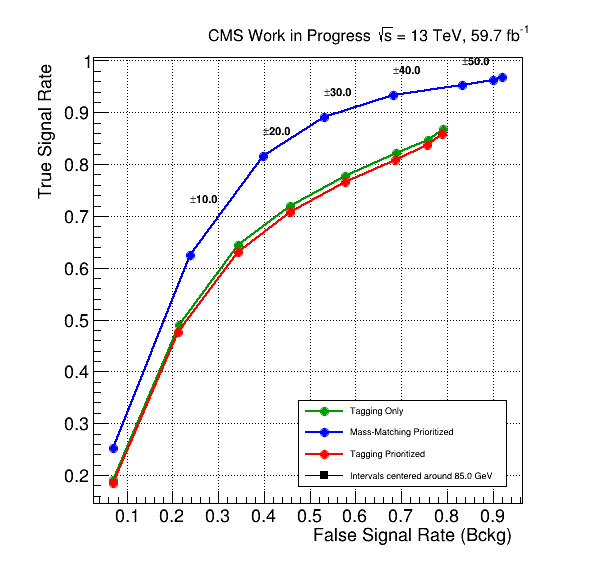 CMS Work in Progress √s = 13 TeV, 59.7 fb⁻¹
True Signal Rate
1
0.9
0.8
0.7
0.6
0.5
0.4
0.3
0.2
±10.0
±20.0
±30.0
±40.0
±50.0
Tagging Only
Mass-Matching Prioritized
Tagging Prioritized
Intervals centered around 85.0 GeV
0.1 0.2 0.3 0.4 0.5 0.6 0.7 0.8 0.9
False Signal Rate (Bckg)